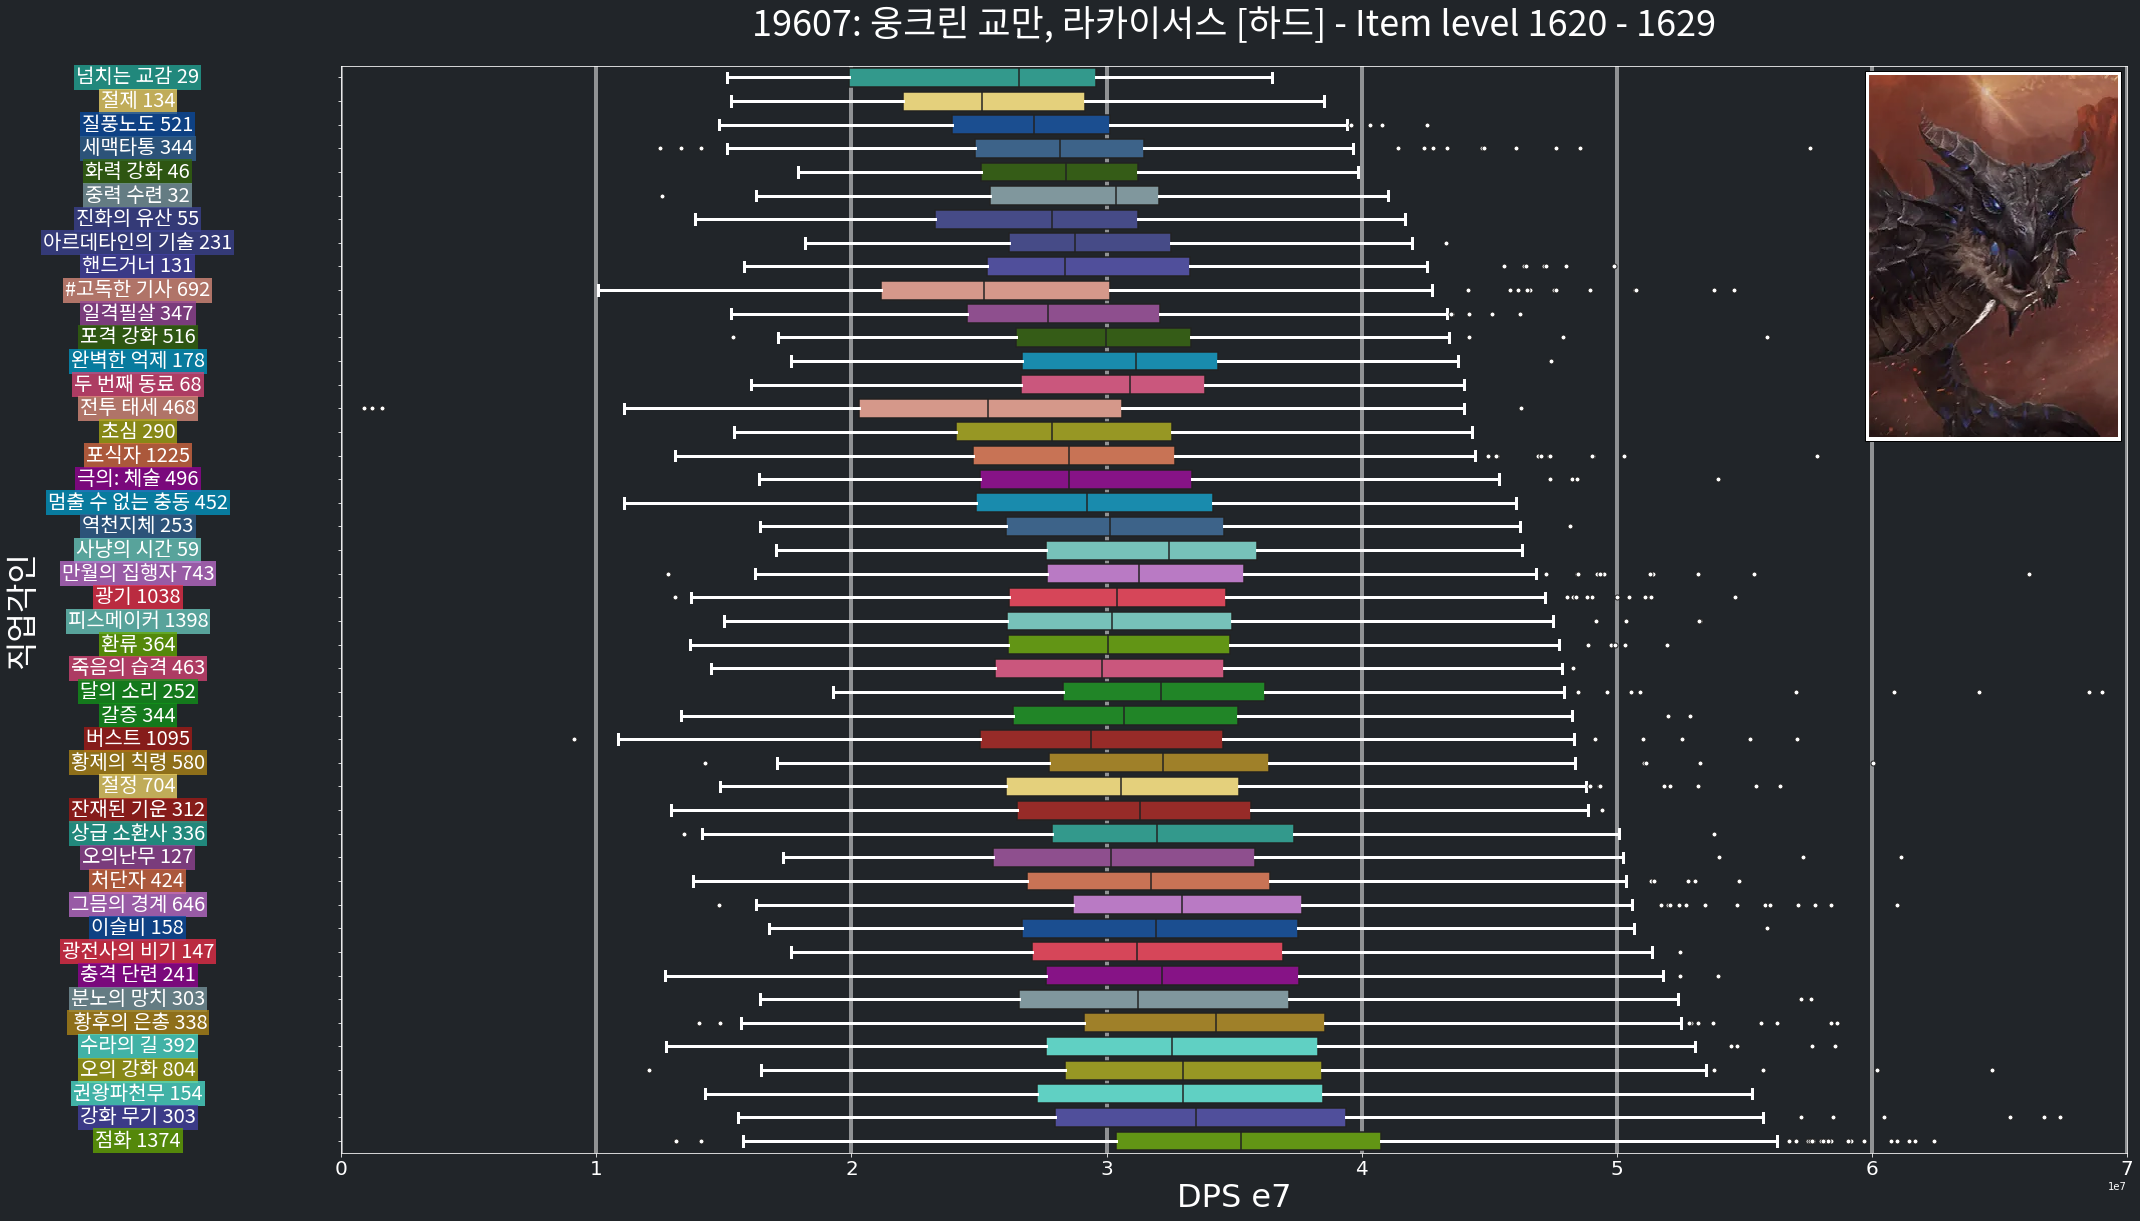 19607: 웅크린 교만, 라카이서스 [하드] - Item level 1620 - 1629
직업각인
넘치는 교감 29
절제 134
질풍노도 521
세맥타통 344
화력 강화 46
중력 수련 32
진화의 유산 55
아르데타인의 기술 231
핸드거너 131
#고독한 기사 692
일격필살 347
포격 강화 516
완벽한 억제 178
두 번째 동료 68
전투 태세 468
초심 290
포식자 1225
극의: 체술 496
멈출 수 없는 충동 452
역천지체 253
사냥의 시간 59
만월의 집행자 743
광기 1038
피스메이커 1398
환류 364
죽음의 습격 463
달의 소리 252
갈증 344
버스트 1095
황제의 칙령 580
절정 704
잔재된 기운 312
상급 소환사 336
오의난무 127
처단자 424
그믐의 경계 646
이슬비 158
광전사의 비기 147
충격 단련 241
분노의 망치 303
황후의 은총 338
수라의 길 392
오의 강화 804
권왕파천무 154
강화 무기 303
점화 1374
0 1 2 3 4 5 6 7
DPS e7
1e7